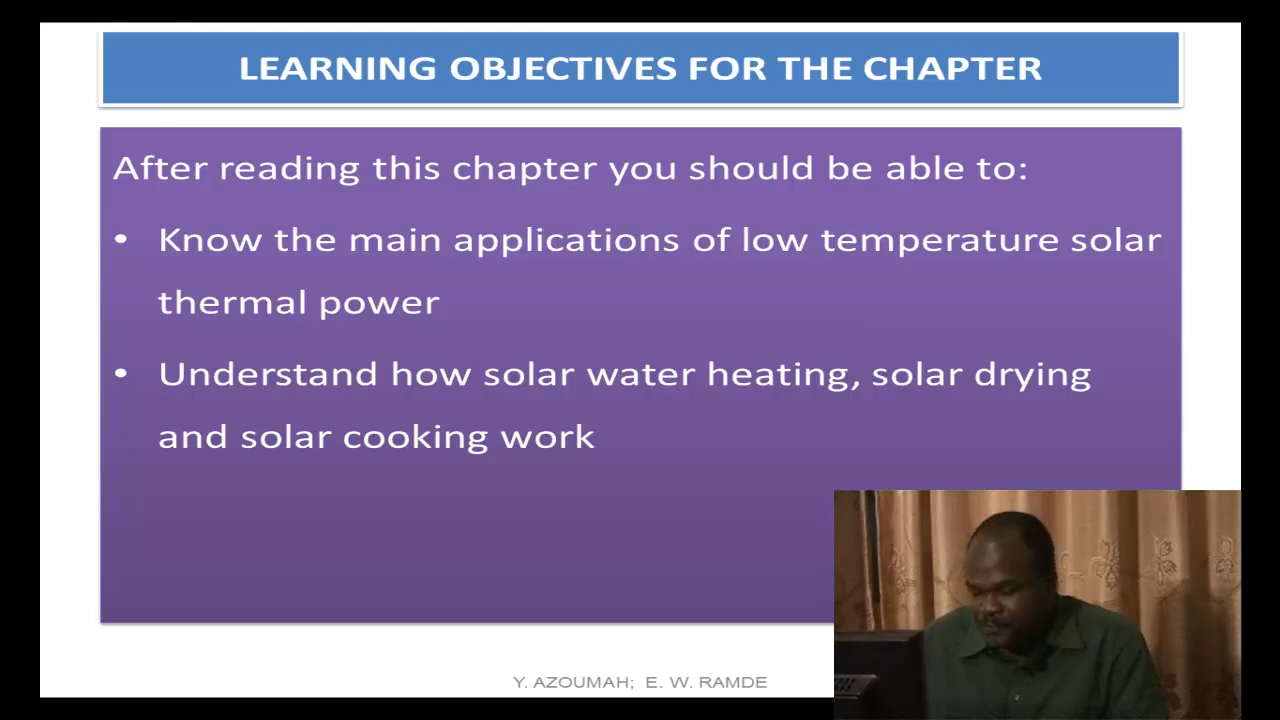 LEARNING OBJECTIVES FOR THE CHAPTER
After reading this chapter you should be able to:
• Know the main applications of low temperature solar
thermal power
• Understand how solar water heating, solar drying
and solar cooking work
Y. AZOUMAH; E. W. RAMDE